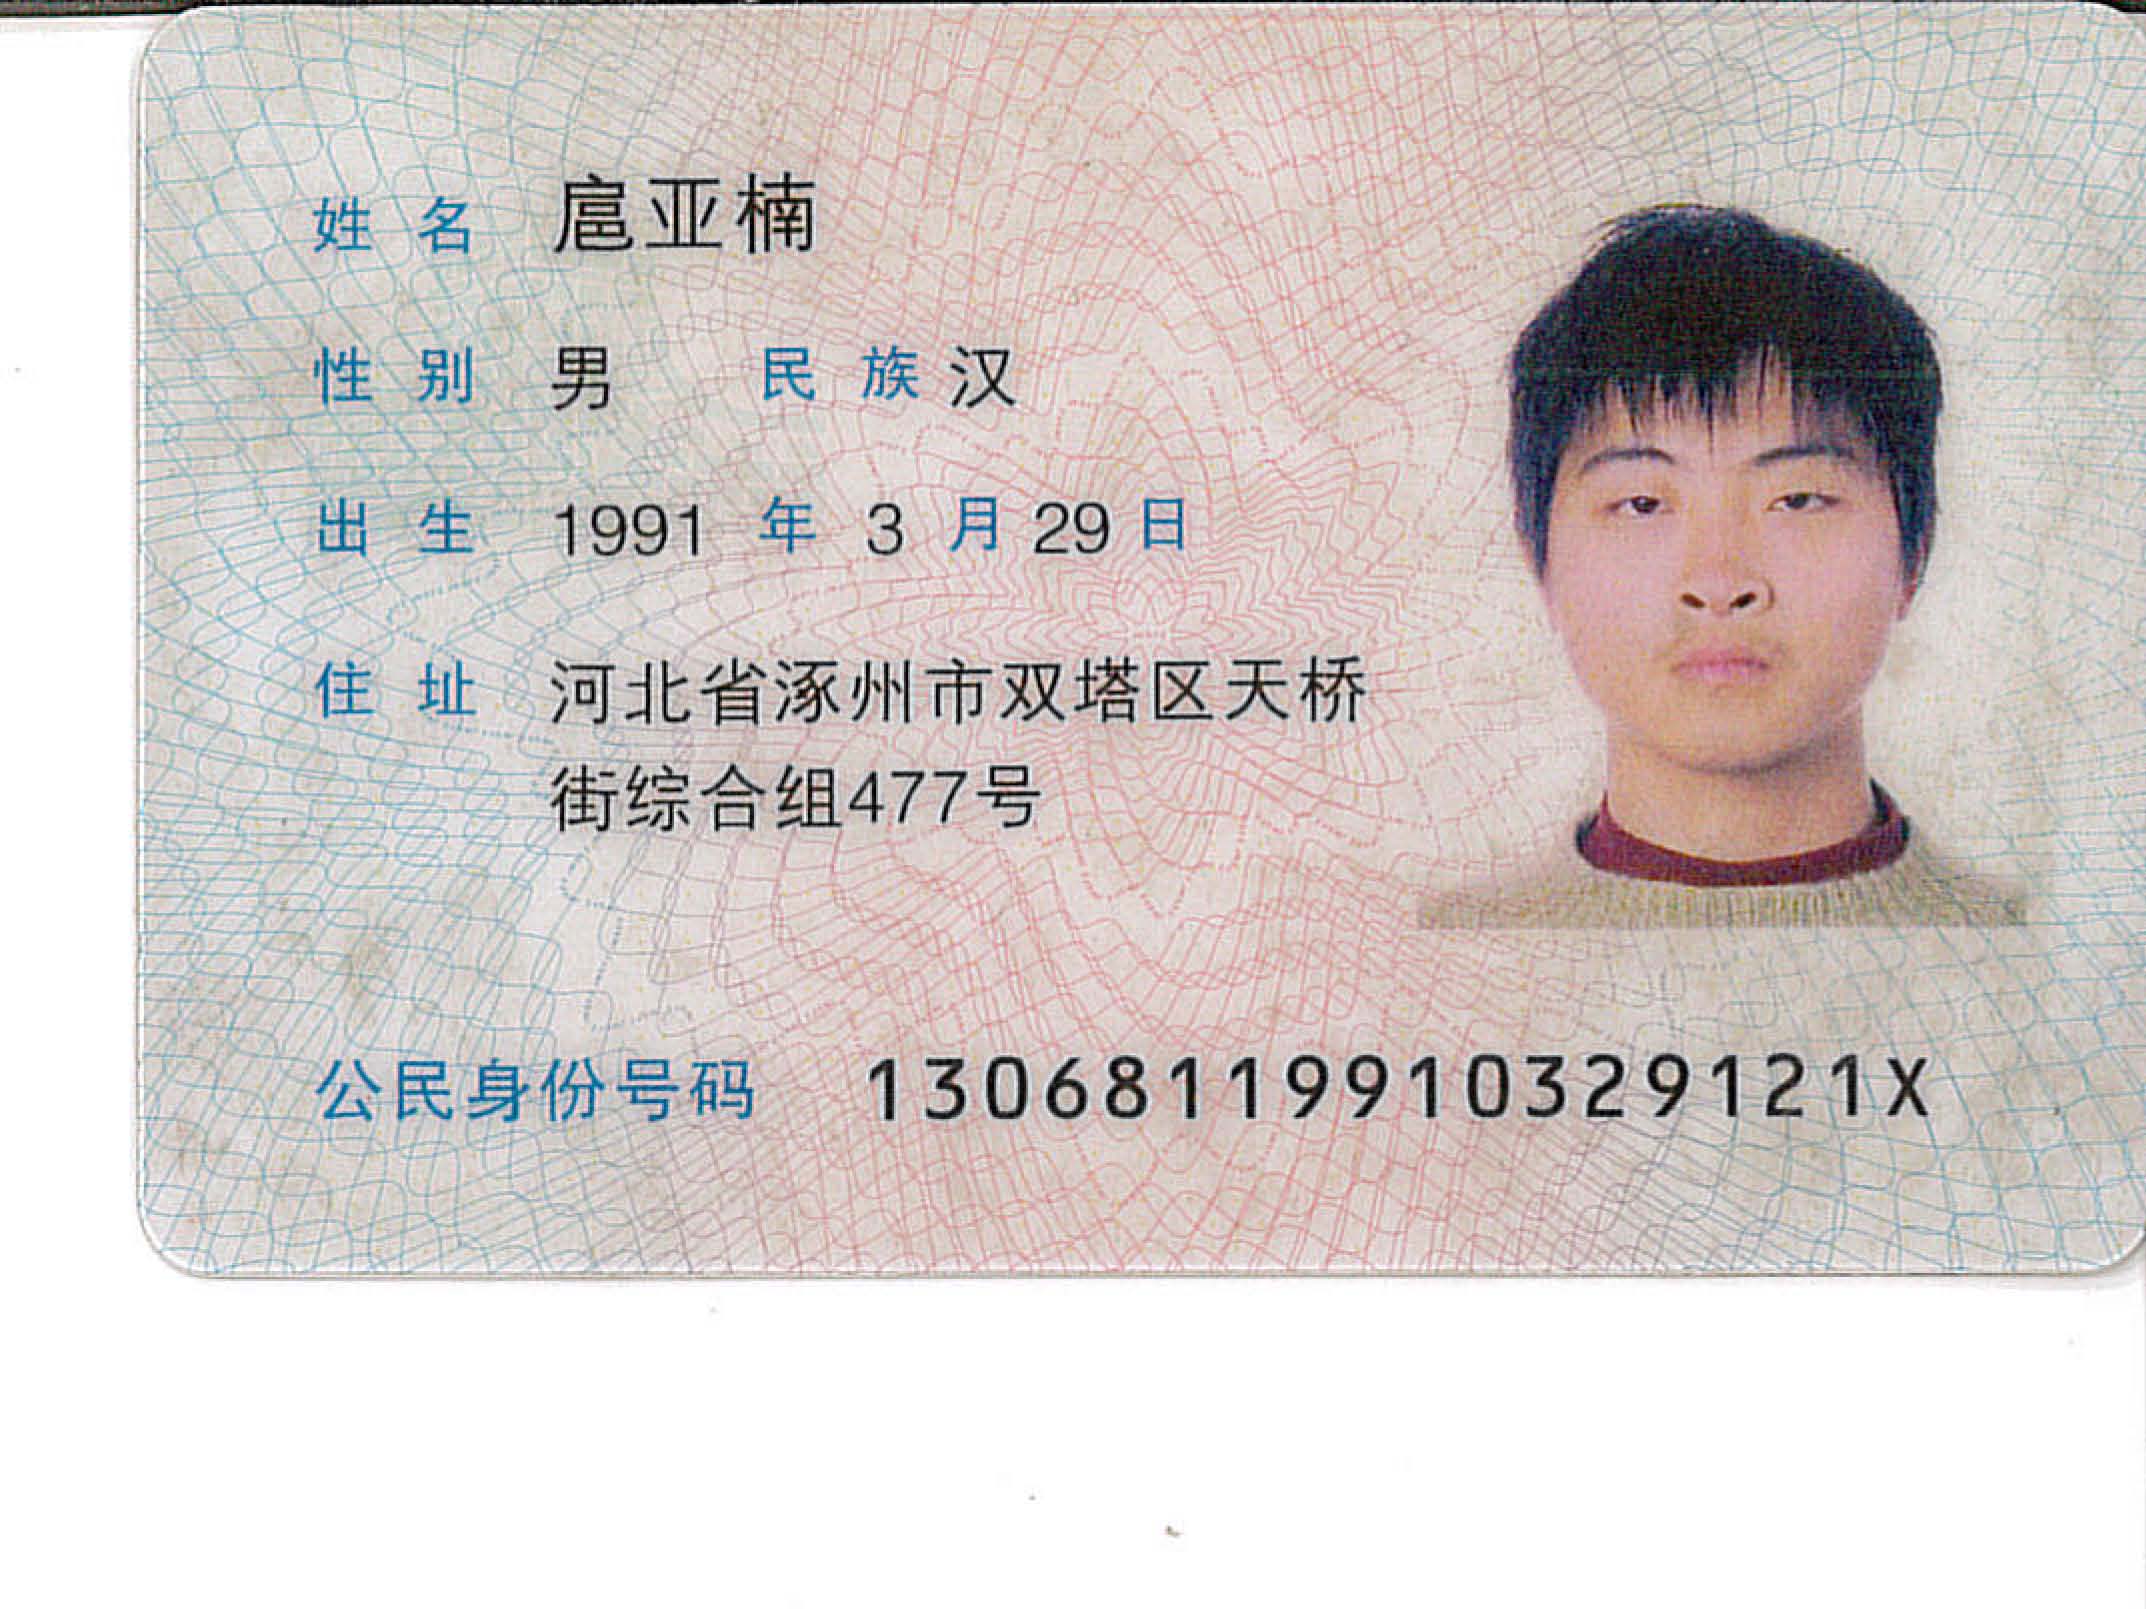 姓名 扈亚楠
性别 男 民族 汉
出生 1991 年 3 月 29 日
住址 河北省涿州市双塔区天桥
街综合组477号
公民身份号码 13068119910329121X